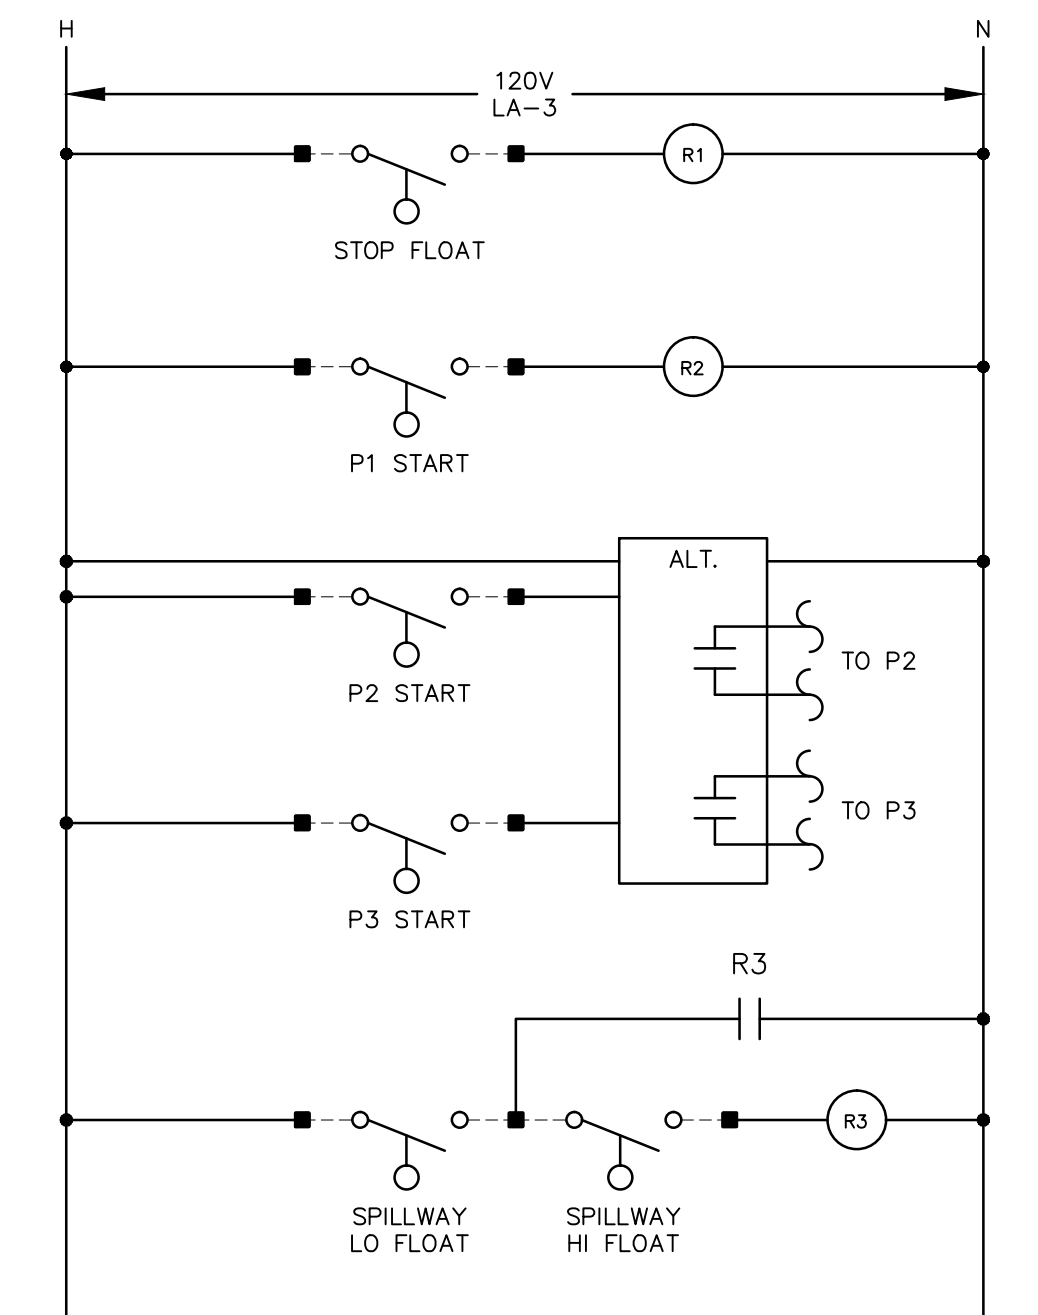 H
N
120V
LA-3
R1
STOP FLOAT
R2
P1 START
ALT.
P2 START
TO P2
TO P3
P3 START
R3
R3
SPILLWAY
LO FLOAT
SPILLWAY
HI FLOAT